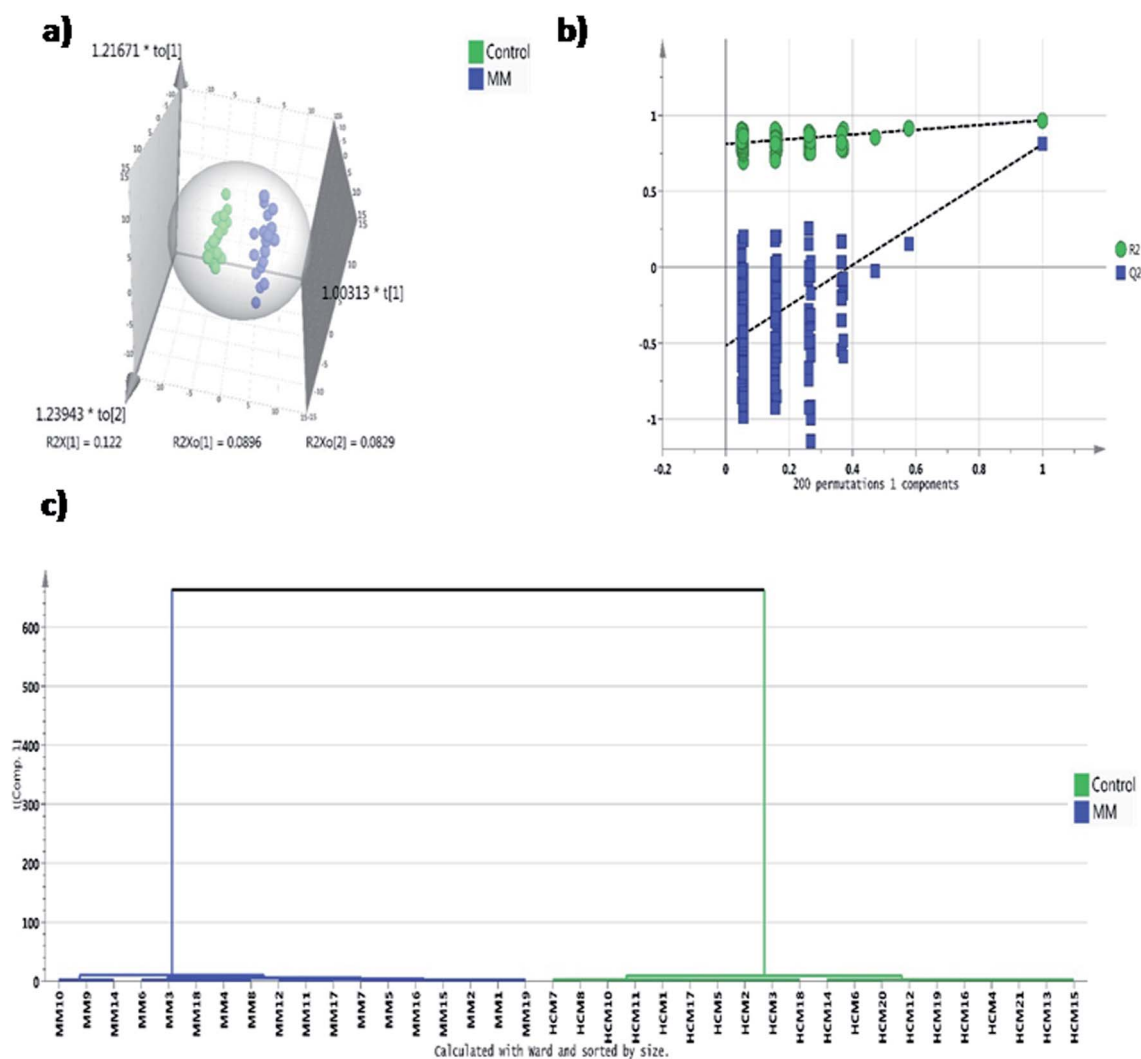 a)
1.21671 * to[1]
Control
MM
1.00313 * t[1]
1.23943 * to[2]
R2X[1] = 0.122 R2Xo[1] = 0.0896 R2Xo[2] = 0.0829
b)
1
0.5
0
-0.5
-1
-0.2 0 0.2 0.4 0.6 0.8 1
200 permutations 1 components
R2
Q2
c)
600
500
400
300
200
100
0
t[Comp. 1]
Control
MM
MM10 MM9 MM14 MM6 MM3 MM18 MM4 MM8 MM12 MM11 MM17 MM7 MM5 MM16 MM15 MM2 MM1 MM19 HCM7 HCM8 HCM10 HCM11 HCM1 HCM17 HCM5 HCM2 HCM3 HCM18 HCM14 HCM6 HCM20 HCM12 HCM19 HCM16 HCM4 HCM21 HCM13 HCM15
Calculated with Ward and sorted by size.